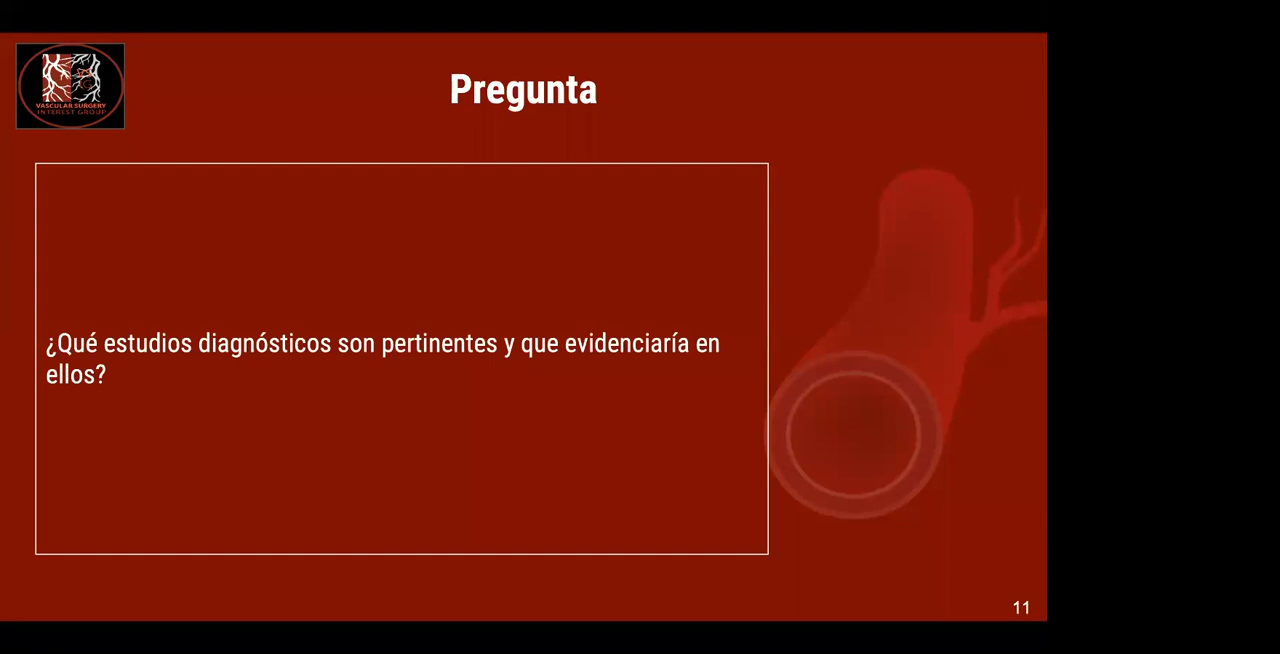 VASCULAR SURGERY
INTEREST GROUP
Pregunta
¿Qué estudios diagnósticos son pertinentes y que evidenciaría en
ellos?
11